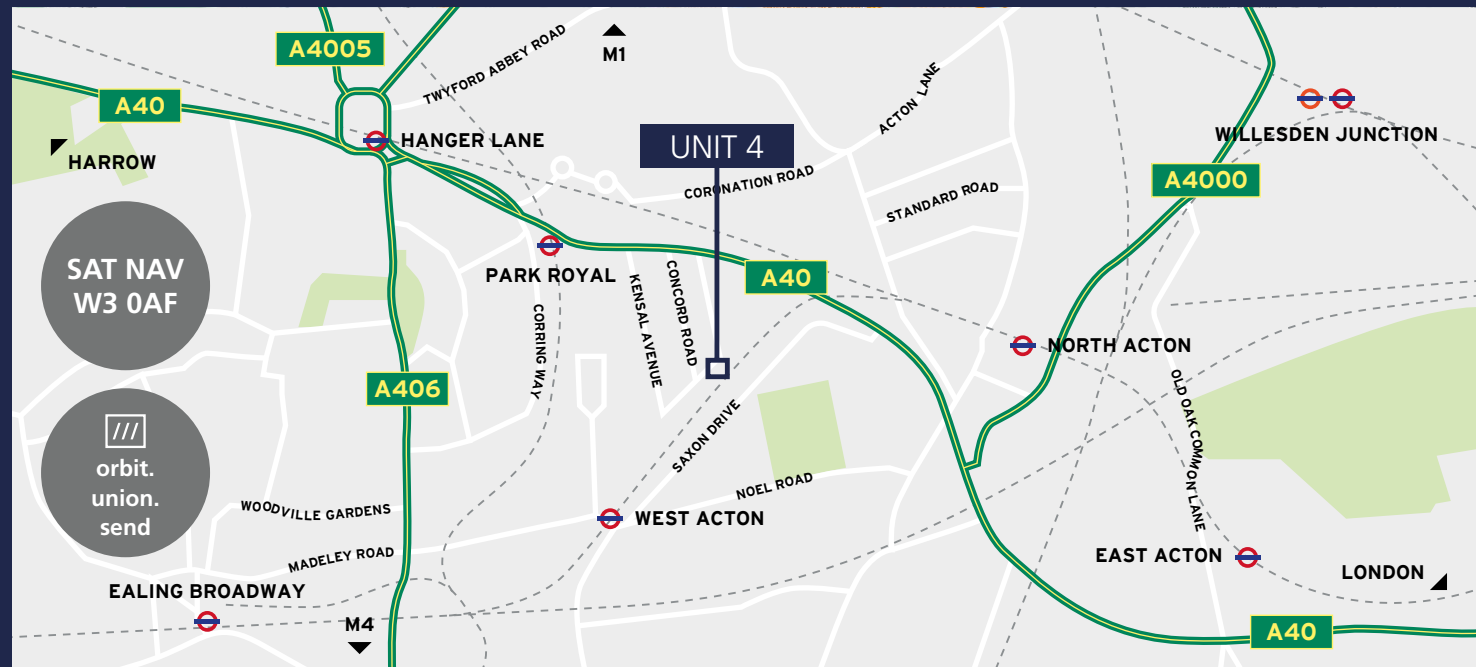 A4005
TWYFORD ABBEY ROAD
M1
ACTON LANE
A40
HANGER LANE
HARROW
UNIT 4
WILLESDEN JUNCTION
CORONATION ROAD
STANDARD ROAD
A4000
SAT NAV
W3 0AF
PARK ROYAL
KENSAL AVENUE
CONCORD ROAD
A40
CORRING WAY
NORTH ACTON
A406
OLD OAK COMMON LANE
SAXON DRIVE
///
orbit.
union.
send
NOEL ROAD
WOODVILLE GARDENS
WEST ACTON
MADELEY ROAD
EAST ACTON
LONDON
EALING BROADWAY
M4
A40